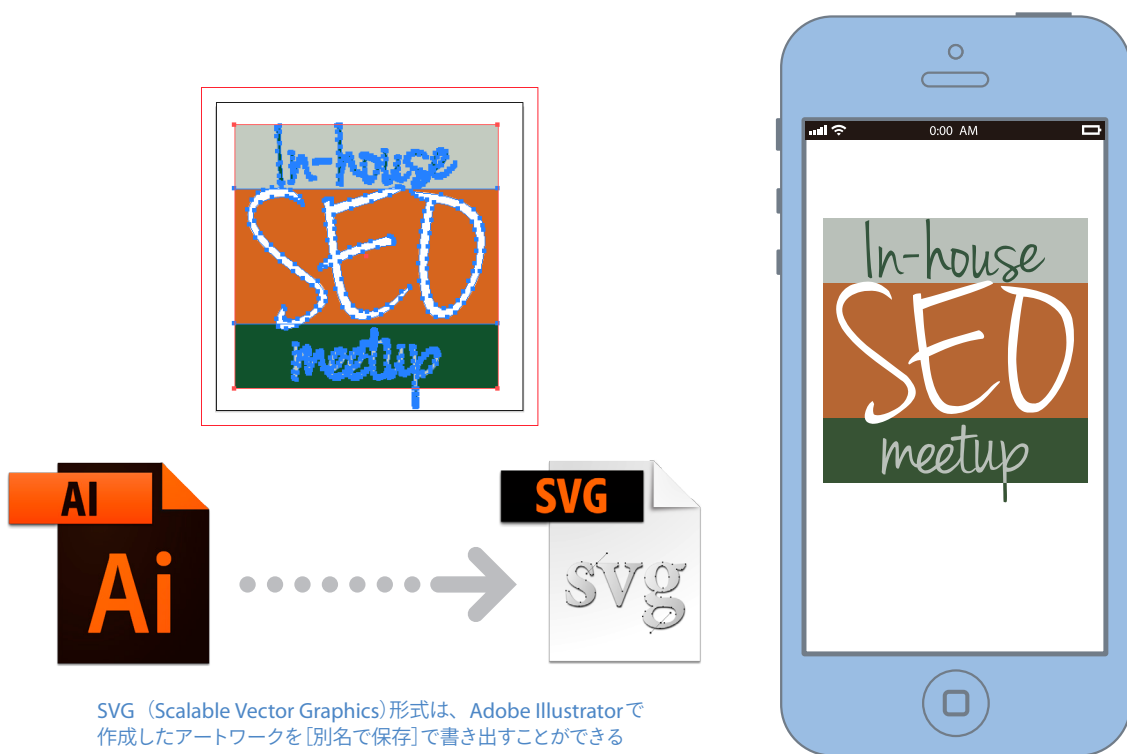 In-house
SEO
meetup
AI
Ai
SVG
svg
SVG（Scalable Vector Graphics）形式は、Adobe Illustratorで
作成したアートワークを［別名で保存］で書き出すことができる
0:00 AM
In-house
SEO
meetup